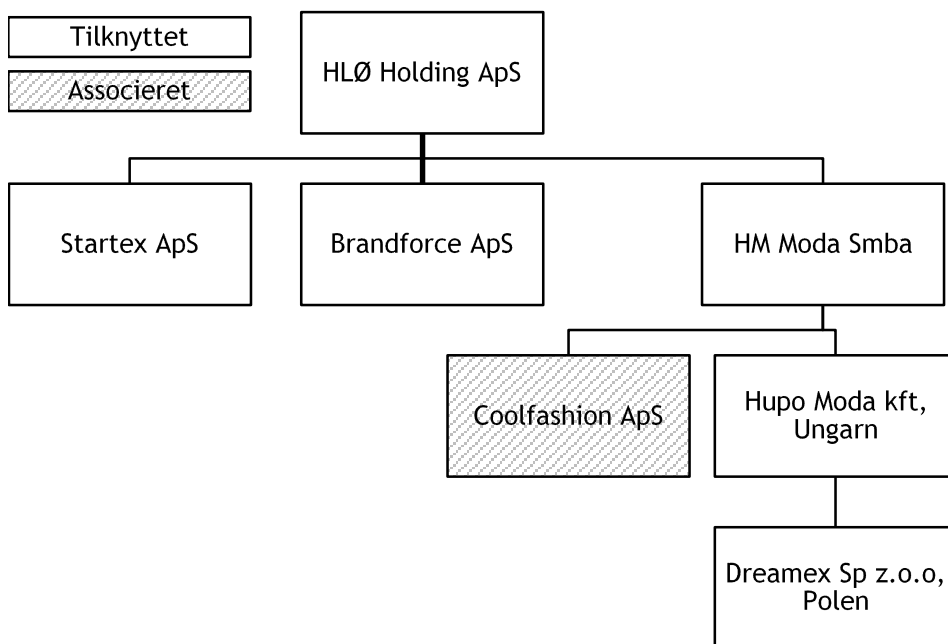 Tilknyttet
Associeret
HLØ Holding ApS
Startex ApS
Brandforce ApS
HM Moda Smba
Coolfashion ApS
Hupo Moda kft,
Ungarn
Dreamex Sp z.o.o,
Polen